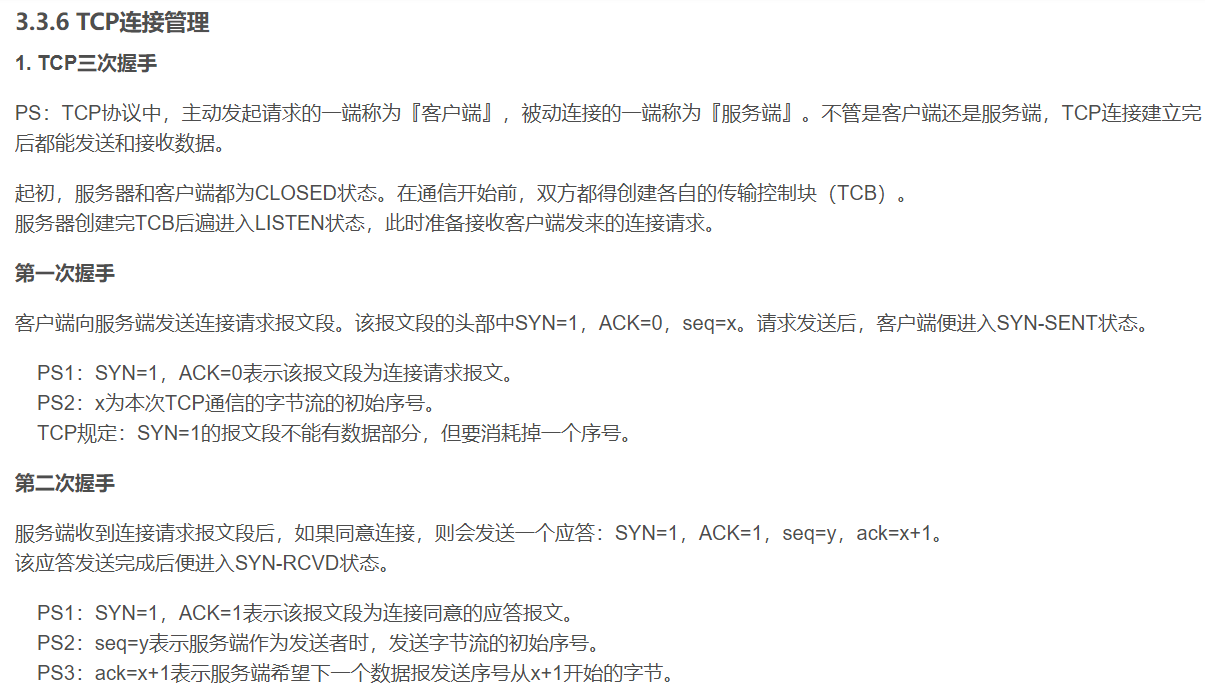 3.3.6 TCP连接管理
1. TCP三次握手
PS：TCP协议中，主动发起请求的一端称为『客户端』，被动连接的一端称为『服务端』。不管是客户端还是服务端，TCP连接建立完
后都能发送和接收数据。
起初，服务器和客户端都为CLOSED状态。在通信开始前，双方都得创建各自的传输控制块（TCB）。
服务器创建完TCB后遍进入LISTEN状态，此时准备接收客户端发来的连接请求。
第一次握手
客户端向服务端发送连接请求报文段。该报文段的头部中SYN=1，ACK=0，seq=x。请求发送后，客户端便进入SYN-SENT状态。
PS1：SYN=1，ACK=0表示该报文段为连接请求报文。
PS2：x为本次TCP通信的字节流的初始序号。
TCP规定：SYN=1的报文段不能有数据部分，但要消耗掉一个序号。
第二次握手
服务端收到连接请求报文段后，如果同意连接，则会发送一个应答：SYN=1，ACK=1，seq=y，ack=x+1。
该应答发送完成后便进入SYN-RCVD状态。
PS1：SYN=1，ACK=1表示该报文段为连接同意的应答报文。
PS2：seq=y表示服务端作为发送者时，发送字节流的初始序号。
PS3：ack=x+1表示服务端希望下一个数据报发送序号从x+1开始的字节。